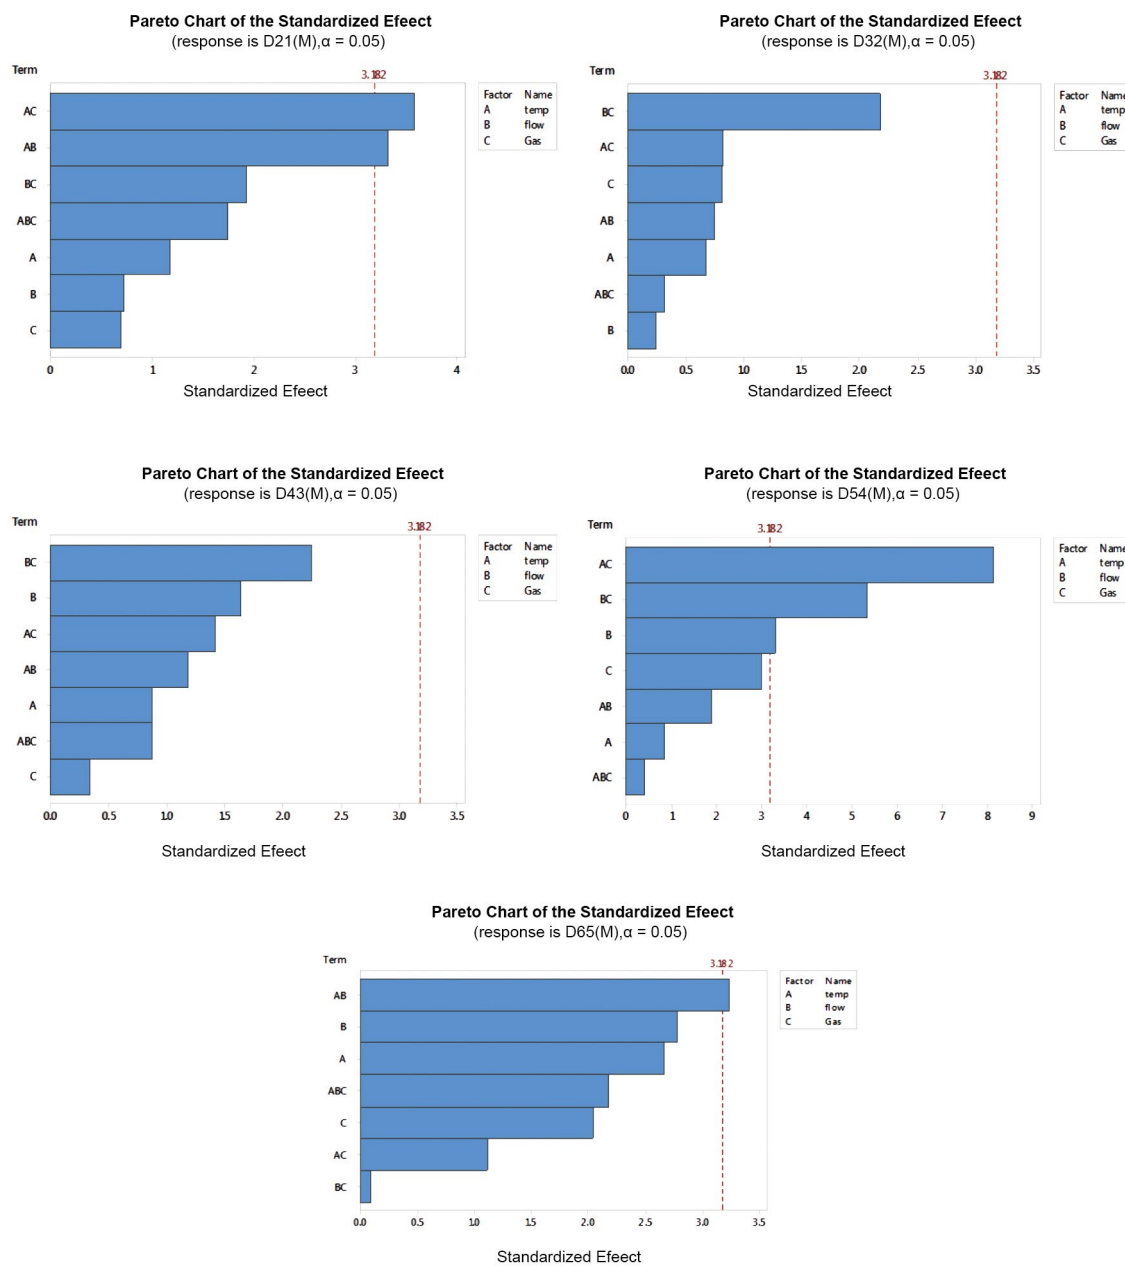 Pareto Chart of the Standardized Efeect
(response is D21(M),α = 0.05)
Term
3.182
AC
AB
BC
ABC
A
B
C
0 1 2 3 4
Standardized Efeect
Factor Name
A temp
B flow
C Gas
Pareto Chart of the Standardized Efeect
(response is D32(M),α = 0.05)
Term
3.182
BC
AC
C
AB
A
ABC
B
0.0 0.5 1.0 1.5 2.0 2.5 3.0 3.5
Standardized Efeect
Factor Name
A temp
B flow
C Gas
Pareto Chart of the Standardized Efeect
(response is D43(M),α = 0.05)
Term
3.182
BC
B
AC
AB
A
ABC
C
0.0 0.5 1.0 1.5 2.0 2.5 3.0 3.5
Standardized Efeect
Factor Name
A temp
B flow
C Gas
Pareto Chart of the Standardized Efeect
(response is D54(M),α = 0.05)
Term
3.182
AC
BC
B
C
AB
A
ABC
0 1 2 3 4 5 6 7 8 9
Standardized Efeect
Factor Name
A temp
B flow
C Gas
Pareto Chart of the Standardized Efeect
(response is D65(M),α = 0.05)
Term
3.182
AB
B
A
ABC
C
AC
BC
0.0 0.5 1.0 1.5 2.0 2.5 3.0 3.5
Standardized Efeect
Factor Name
A temp
B flow
C Gas